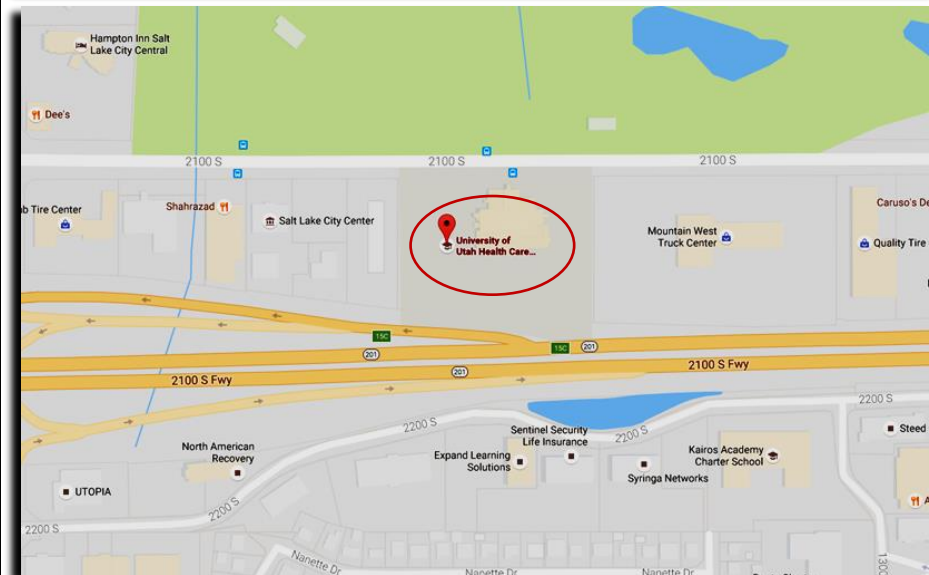 Hampton Inn Salt
Lake City Central
Dee's
2100 S
2100 S
2100 S
b Tire Center
Shahrazad
Salt Lake City Center
University of
Utah Health Care...
Mountain West
Truck Center
Caruso's De
Quality Tire
15C
15C
201
201
201
2100 S Fwy
2100 S Fwy
2200 S
2200 S
2200 S
Steed
North American
Recovery
Sentinel Security
Life Insurance
Expand Learning
Solutions
Kairos Academy
Charter School
Syringa Networks
UTOPIA
2200 S
2200 S
A
Nanette Dr
Nanette Dr
Nanette Dr
1300